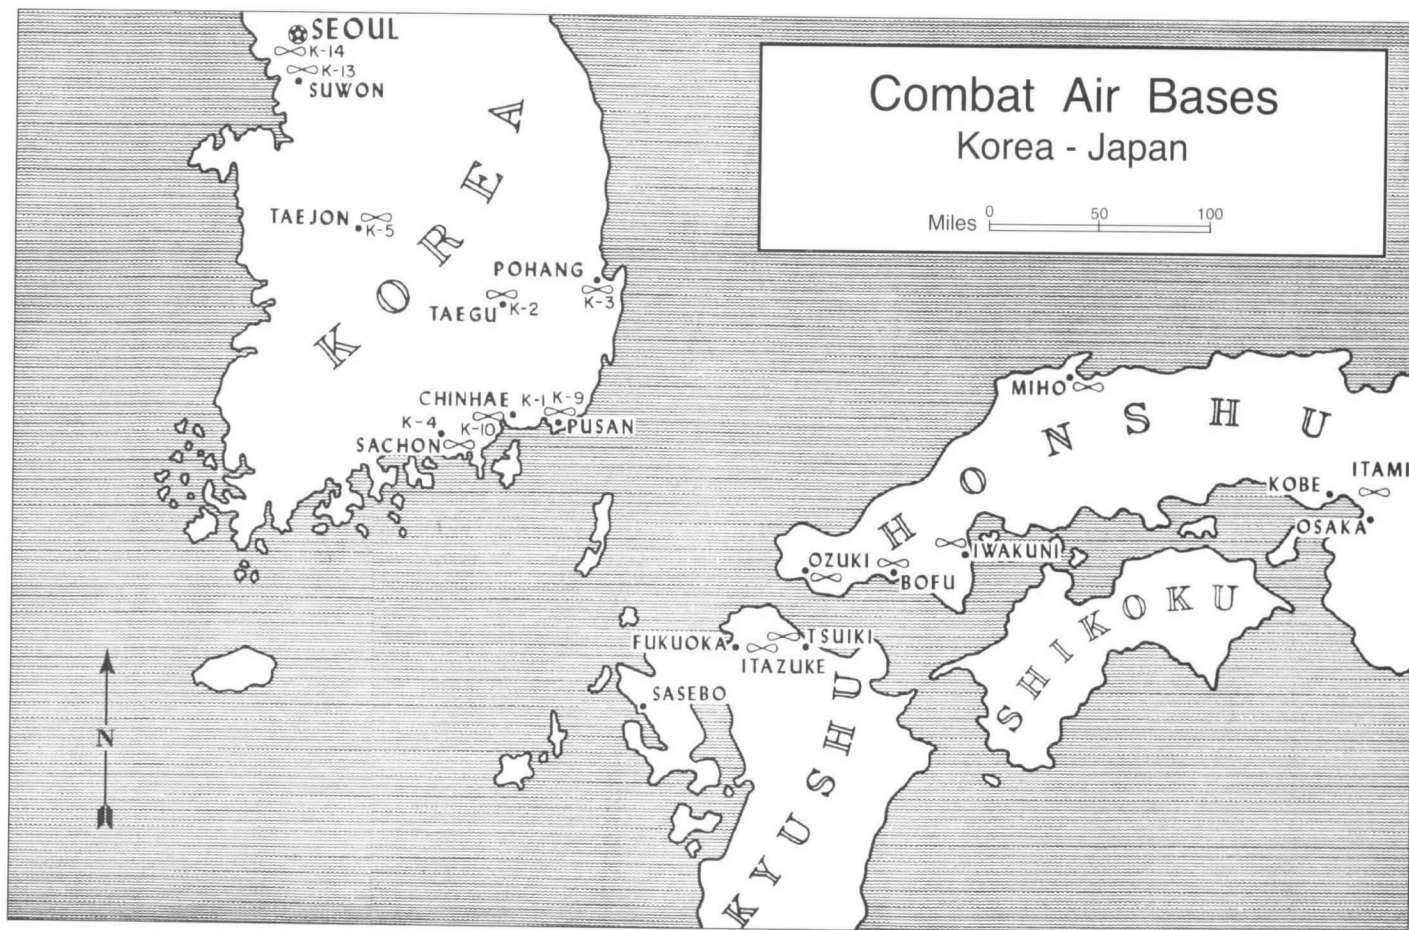 SEOUL
K-14
K-13
SUWON
Combat Air Bases
Korea - Japan
Miles 0 50 100
KOREA
TAEJON
K-5
POHANG
K-3
TAEGU K-2
CHINHAE K-1 K-9
K-4 K-10 PUSAN
SACHON
MIHO
HONSHU
ITAMI
KOBE
OSAKA
OZUKI
IWAKUNI
BOFU
SHIKOKU
FUKUOKA TSUIKI
ITAZUKE
SASEBO
KYUSHU
N